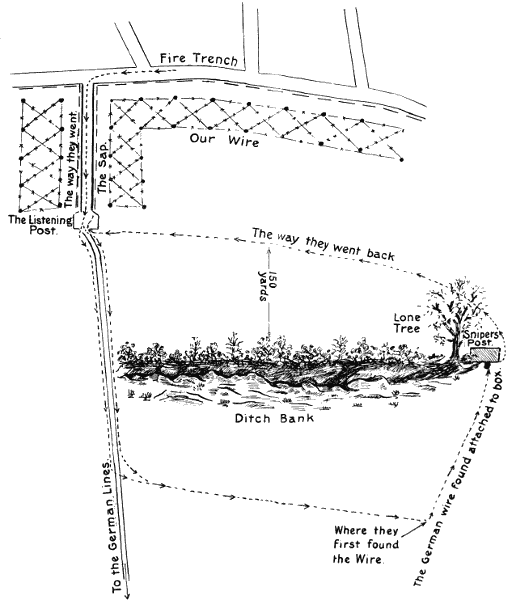 Fire Trench
Our Wire
The way they went
The Sap.
The Listening
Post.
The way they went back
150
yards
Lone
Tree
Snipers'
Post.
Ditch Bank
To the German Lines.
Where they
first found
the Wire.
The German wire found attached to box.